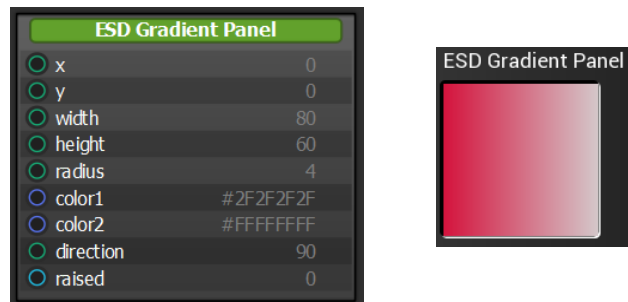 ESD Gradient Panel
x 0
y 0
width 80
height 60
radius 4
color1 #2F2F2F2F
color2 #FFFFFFFF
direction 90
raised 0
ESD Gradient Panel